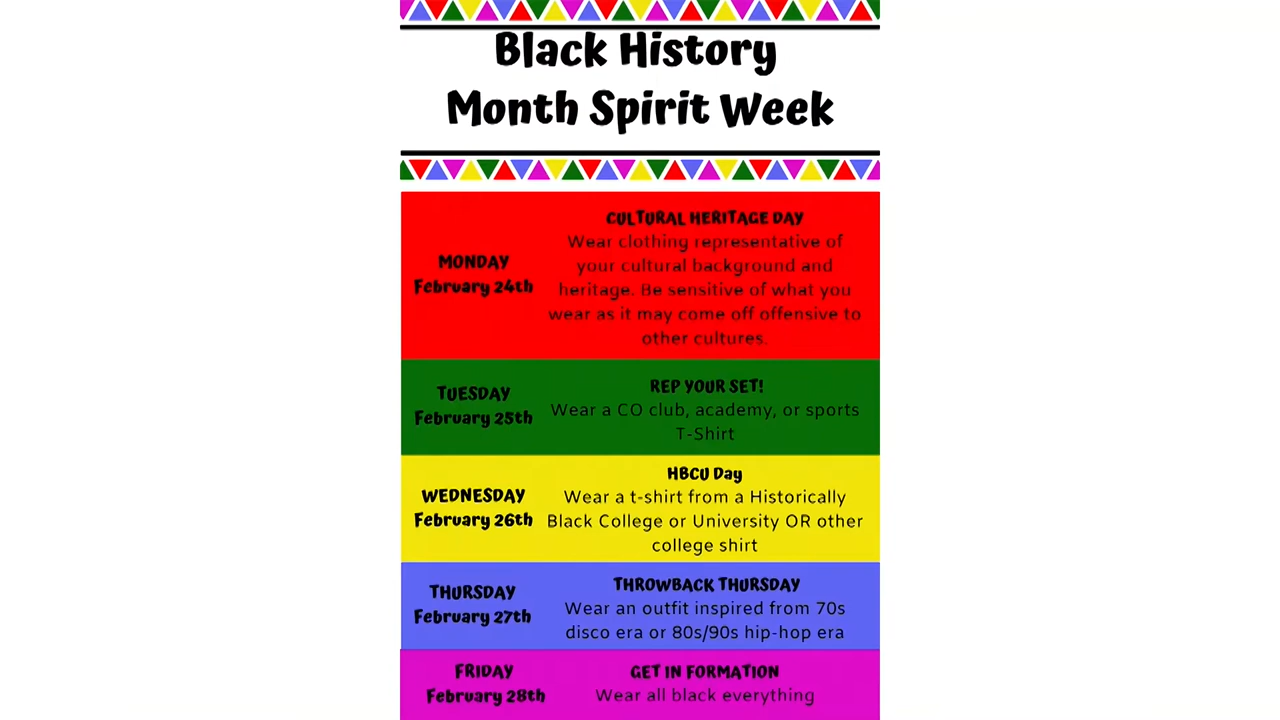 Black History
Month Spirit Week
MONDAY
February 24th
CULTURAL HERITAGE DAY
Wear clothing representative of
your cultural background and
heritage. Be sensitive of what you
wear as it may come off offensive to
other cultures.
TUESDAY
February 25th
REP YOUR SET!
Wear a CO club, academy, or sports
T-Shirt
WEDNESDAY
February 26th
HBCU Day
Wear a t-shirt from a Historically
Black College or University OR other
college shirt
THURSDAY
February 27th
THROWBACK THURSDAY
Wear an outfit inspired from 70s
disco era or 80s/90s hip-hop era
FRIDAY
February 28th
GET IN FORMATION
Wear all black everything